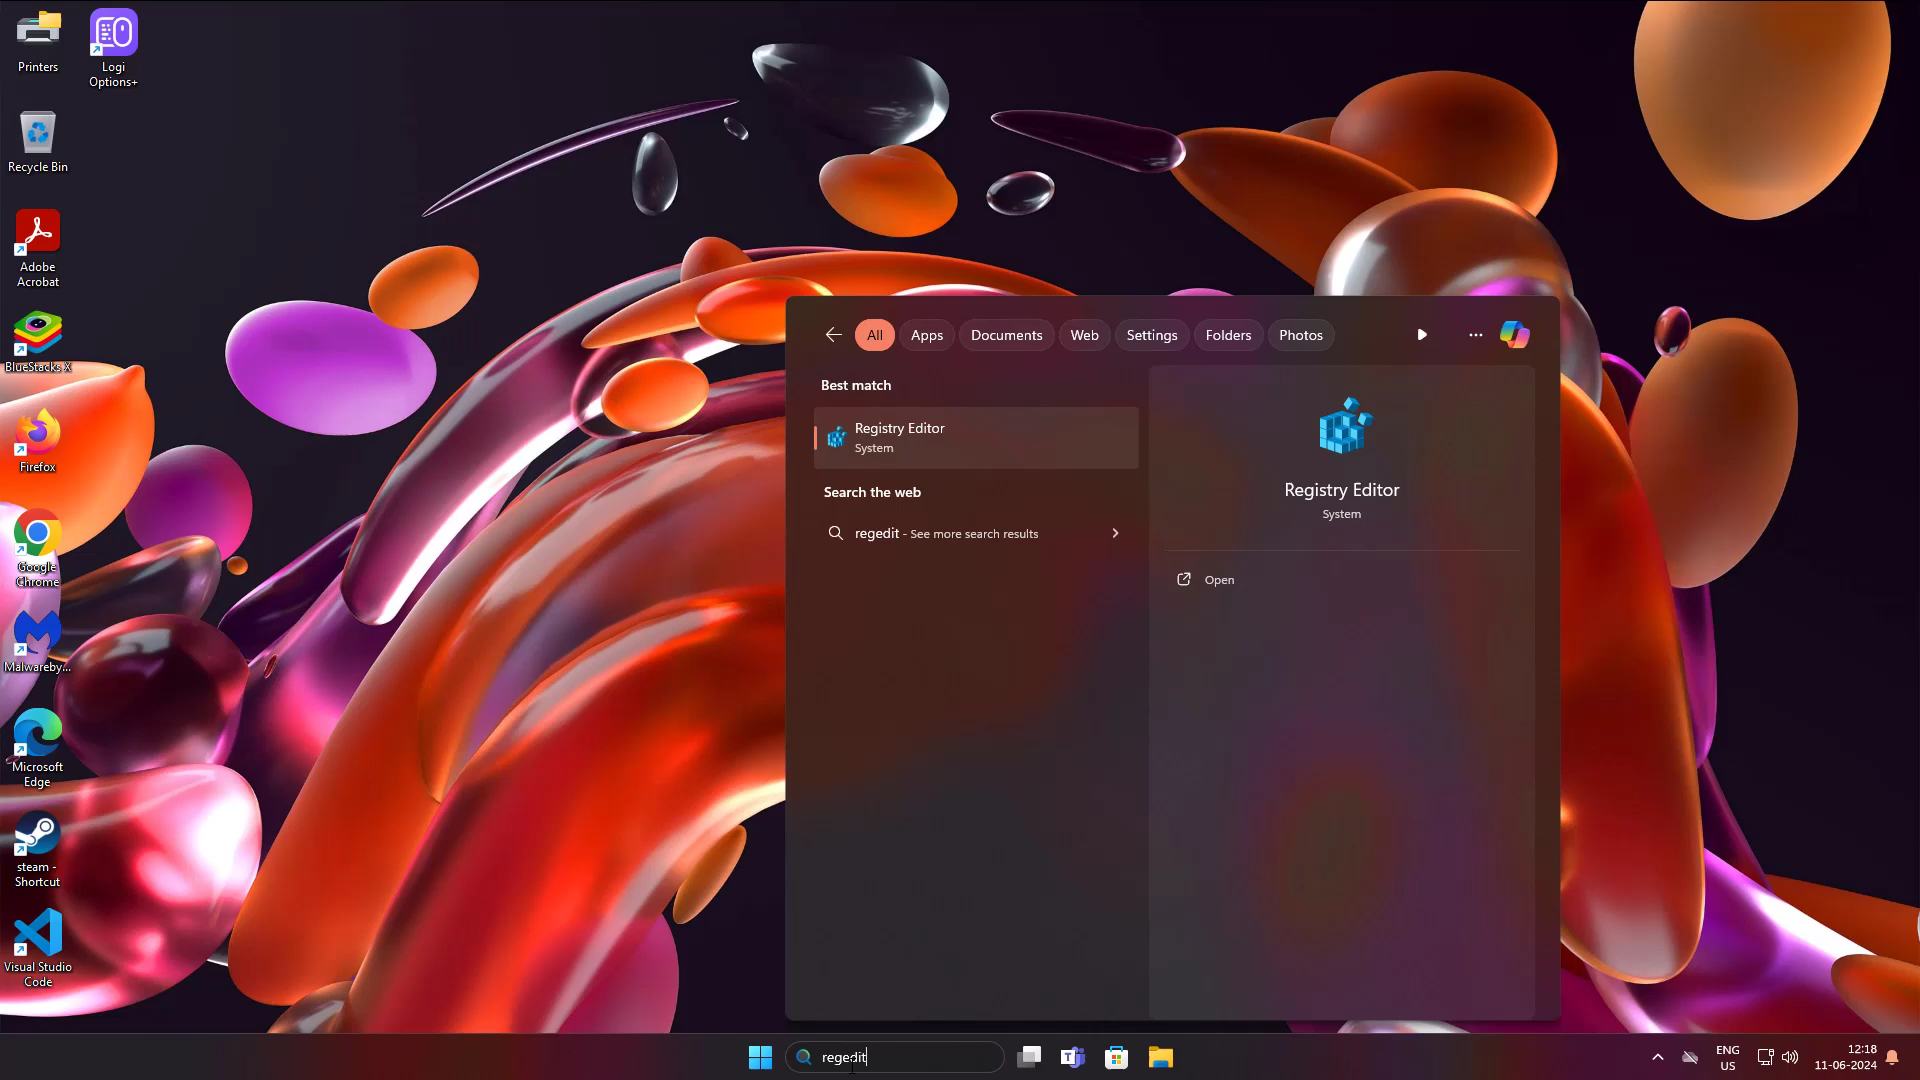 Printers
Logi
Options+
Recycle Bin
Adobe
Acrobat
BlueStacks X
Firefox
Google
Chrome
Malwareby...
Microsoft
Edge
steam -
Shortcut
Visual Studio
Code
All
Apps
Documents
Web
Settings
Folders
Photos
Best match
Registry Editor
System
Search the web
regedit - See more search results
Registry Editor
System
Open
regedit
ENG
US
12:18
11-06-2024